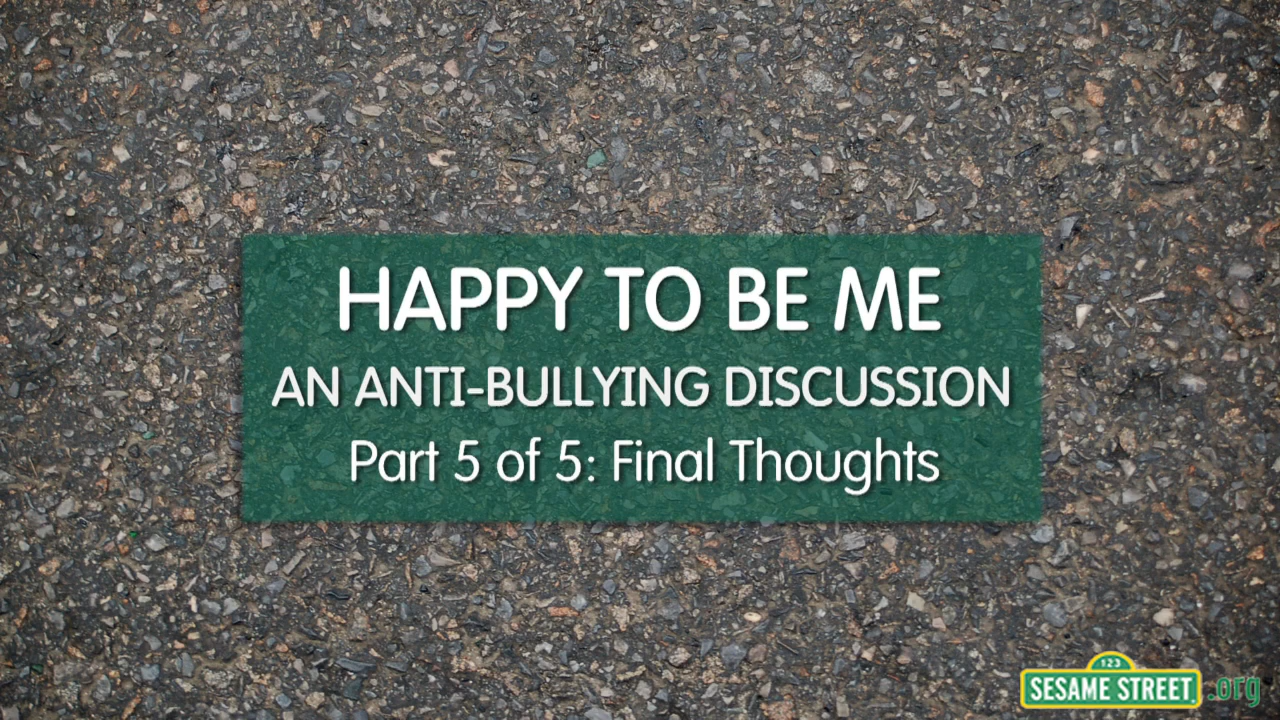 HAPPY TO BE ME
AN ANTI-BULLYING DISCUSSION
Part 5 of 5: Final Thoughts
123
SESAME STREET
.org